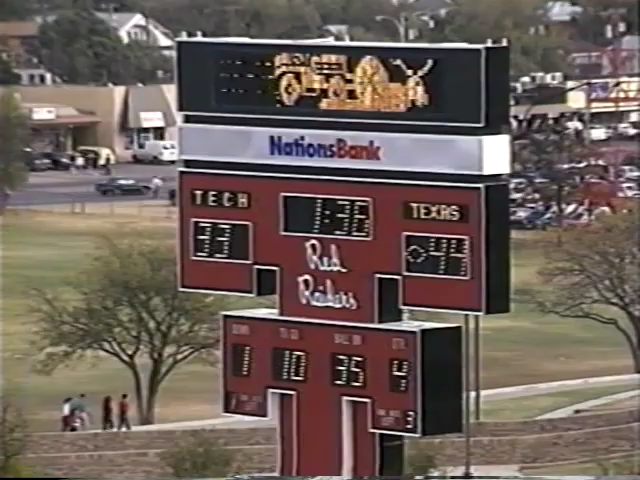 NationsBank
TECH
1:36
TEXAS
33
44
Red
Raiders
DOWN TO GO BALL ON QTR
1 10 35 4
3